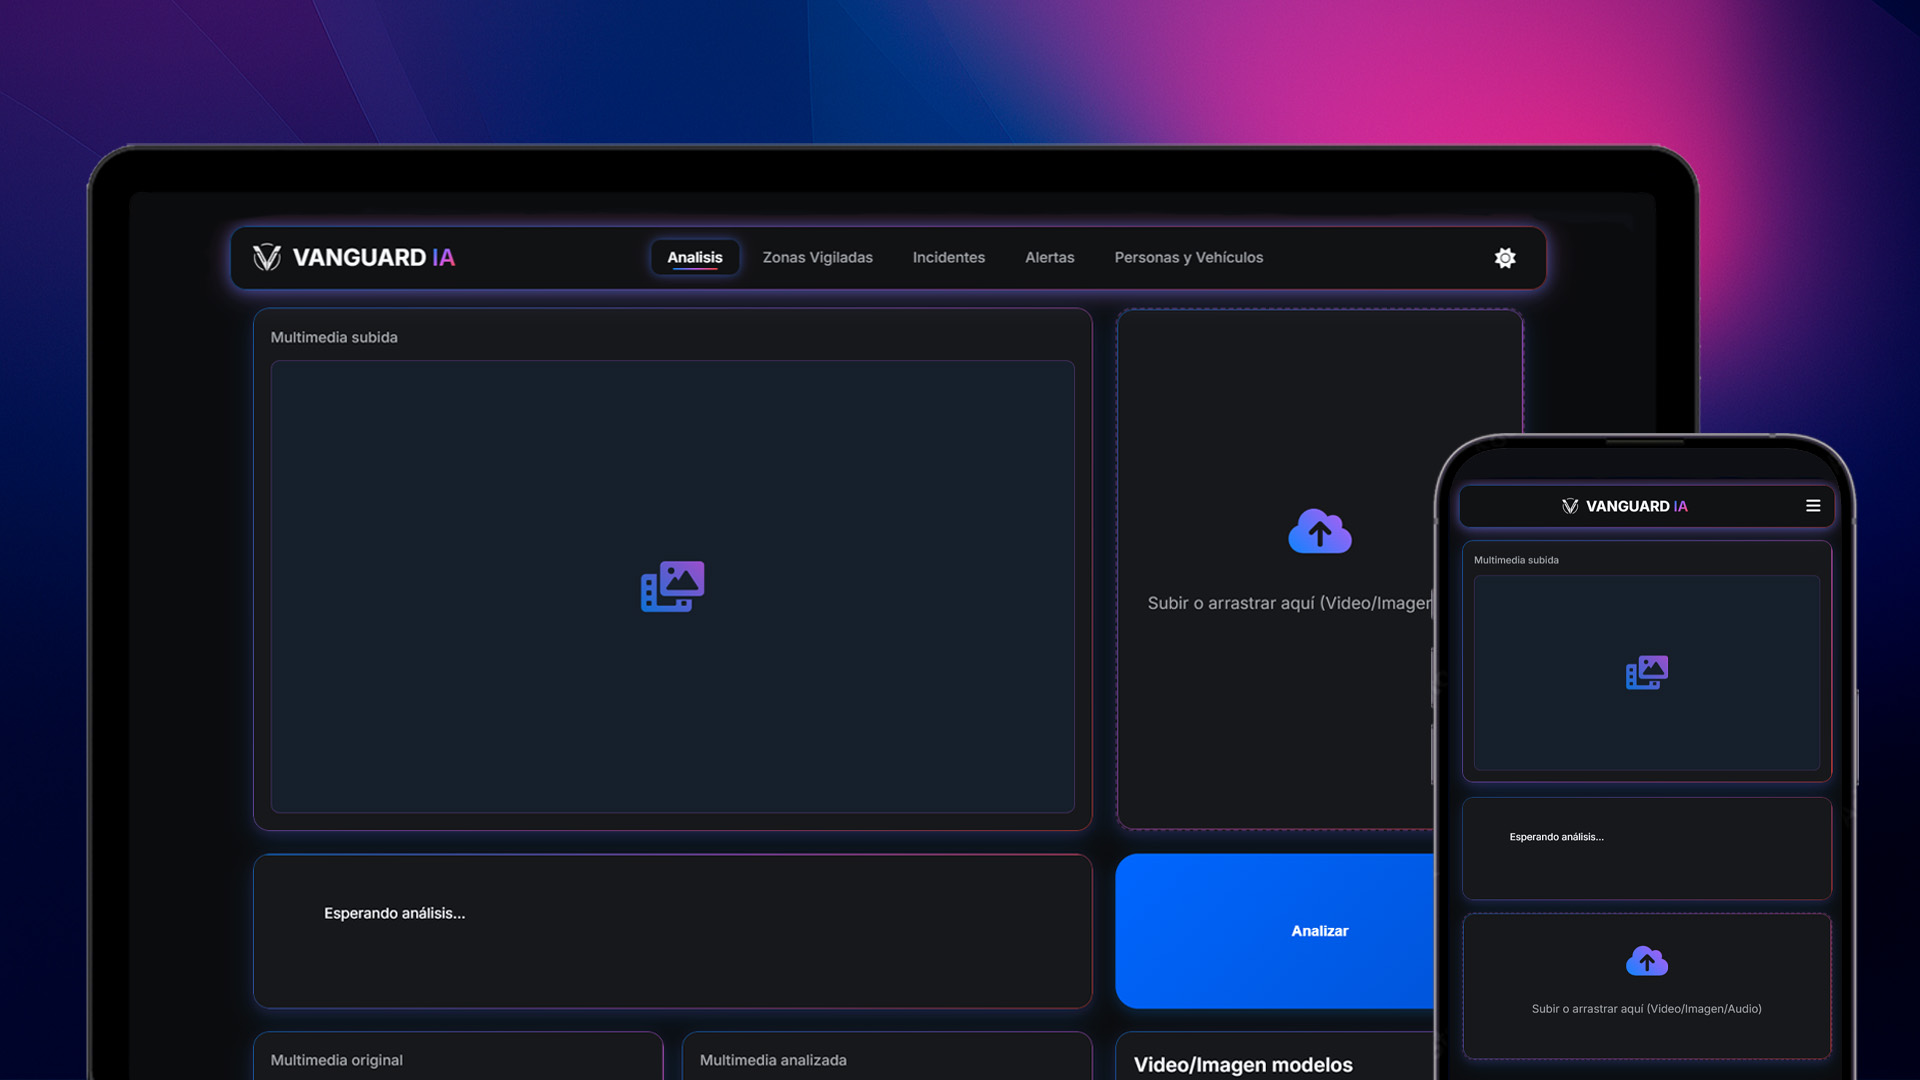 VANGUARD IA
Analisis
Zonas Vigiladas
Incidentes
Alertas
Personas y Vehículos
Multimedia subida
Subir o arrastrar aquí (Video/Imagen
Esperando análisis...
Analizar
Multimedia original
Multimedia analizada
Video/Imagen modelos
VANGUARD IA
Multimedia subida
Esperando análisis...
Subir o arrastrar aquí (Video/Imagen/Audio)